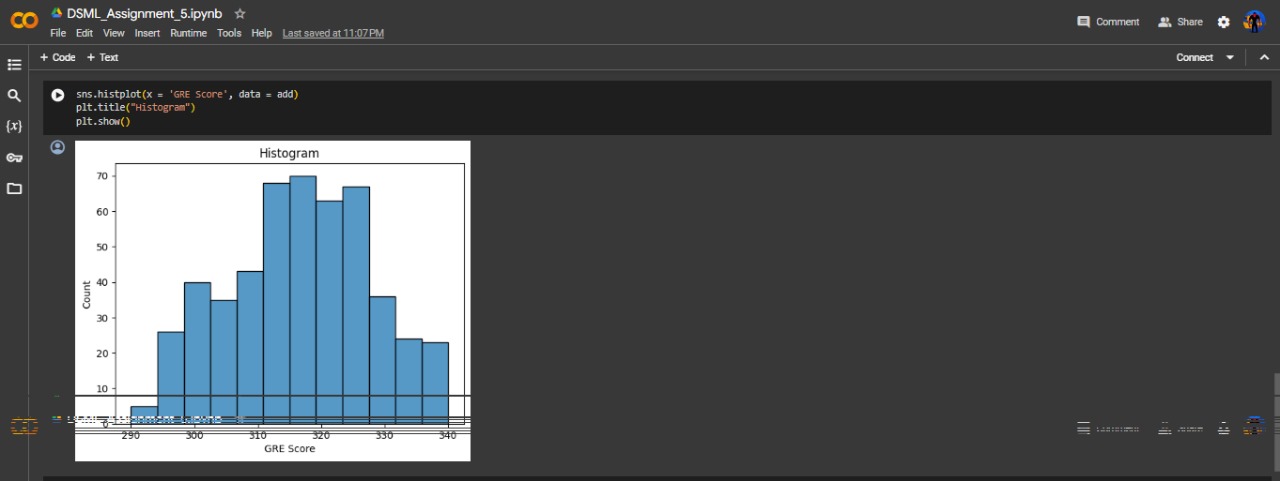 DSML_Assignment_5.ipynb
File Edit View Insert Runtime Tools Help Last saved at 11:07 PM
Comment Share
+ Code + Text
Connect
sns.histplot(x = 'GRE Score', data = add)
plt.title("Histogram")
plt.show()
Histogram
70
60
50
40
30
20
10
0
Count
290 300 310 320 330 340
GRE Score